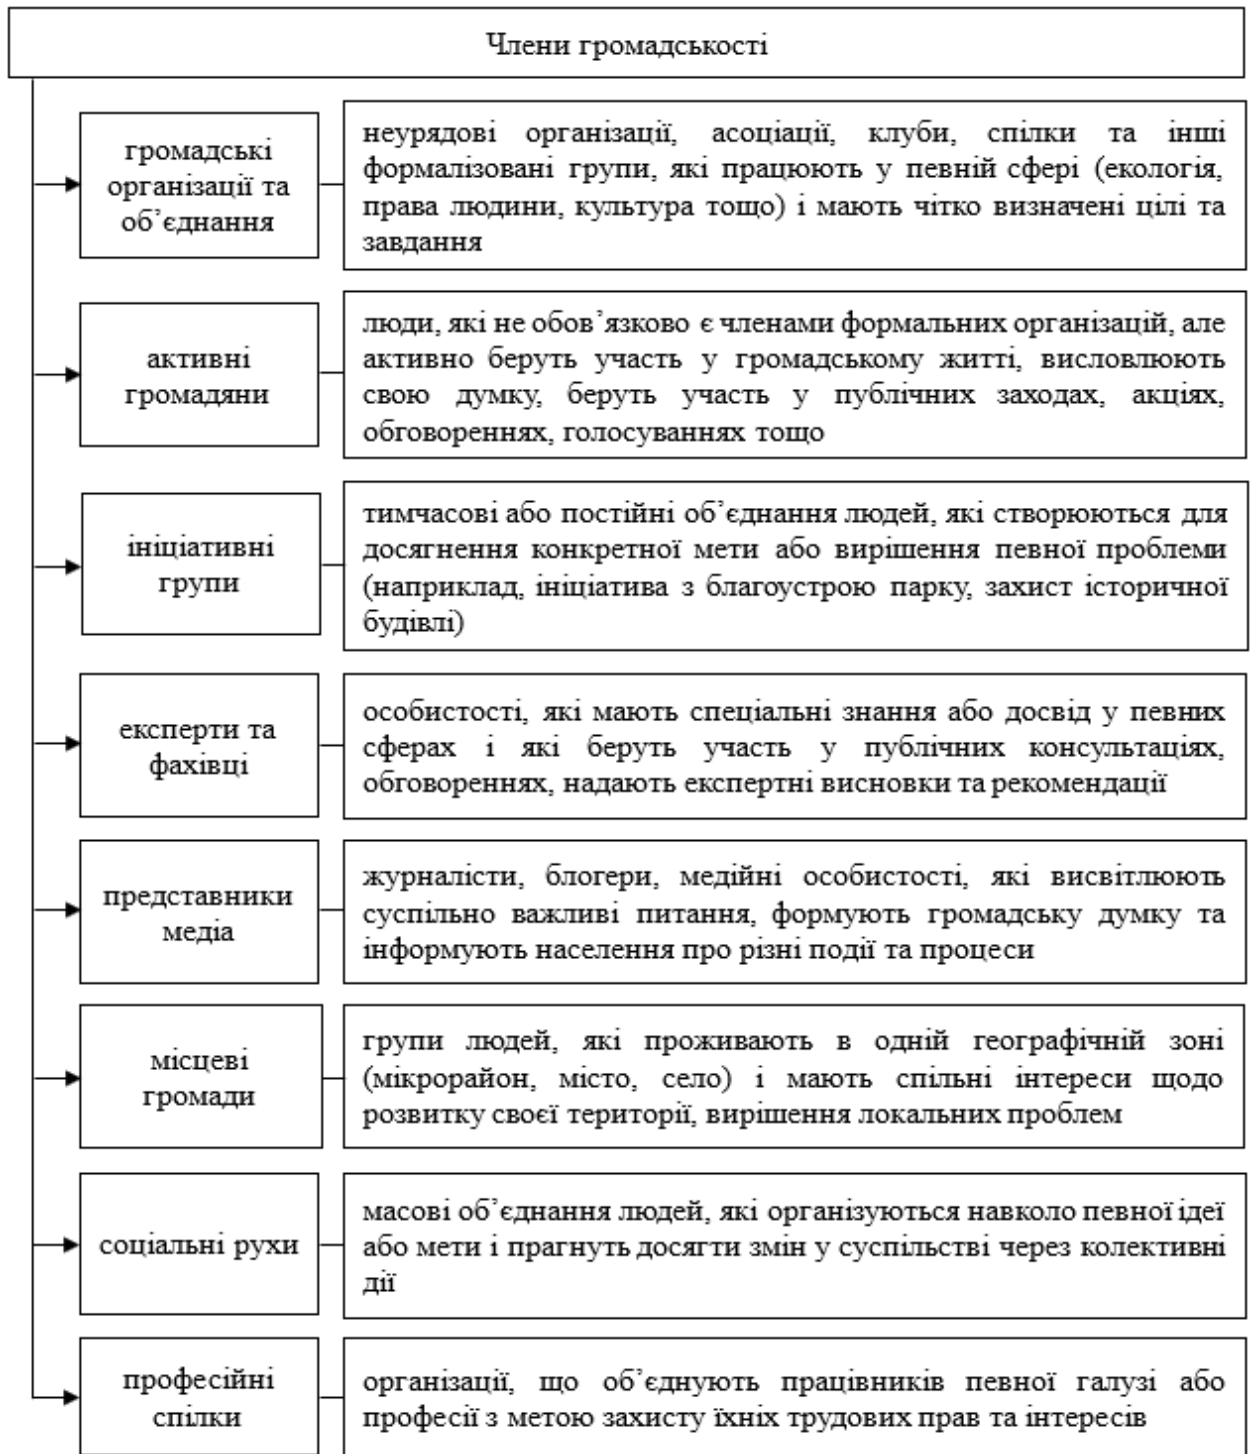 Члени громадськості
громадські
організації та
об’єднання
неурядові організації, асоціації, клуби, спілки та інші
формалізовані групи, які працюють у певній сфері (екологія,
права людини, культура тощо) і мають чітко визначені цілі та
завдання
активні
громадяни
люди, які не обов’язково є членами формальних організацій, але
активно беруть участь у громадському житті, висловлюють
свою думку, беруть участь у публічних заходах, акціях,
обговореннях, голосуваннях тощо
ініціативні
групи
тимчасові або постійні об’єднання людей, які створюються для
досягнення конкретної мети або вирішення певної проблеми
(наприклад, ініціатива з благоустрою парку, захист історичної
будівлі)
експерти та
фахівці
особистості, які мають спеціальні знання або досвід у певних
сферах і які беруть участь у публічних консультаціях,
обговореннях, надають експертні висновки та рекомендації
представники
медіа
журналісти, блогери, медійні особистості, які висвітлюють
суспільно важливі питання, формують громадську думку та
інформують населення про різні події та процеси
місцеві
громади
групи людей, які проживають в одній географічній зоні
(мікрорайон, місто, село) і мають спільні інтереси щодо
розвитку своєї території, вирішення локальних проблем
соціальні рухи
масові об’єднання людей, які організуються навколо певної ідеї
або мети і прагнуть досягти змін у суспільстві через колективні
дії
професійні
спілки
організації, що об’єднують працівників певної галузі або
професії з метою захисту їхніх трудових прав та інтересів